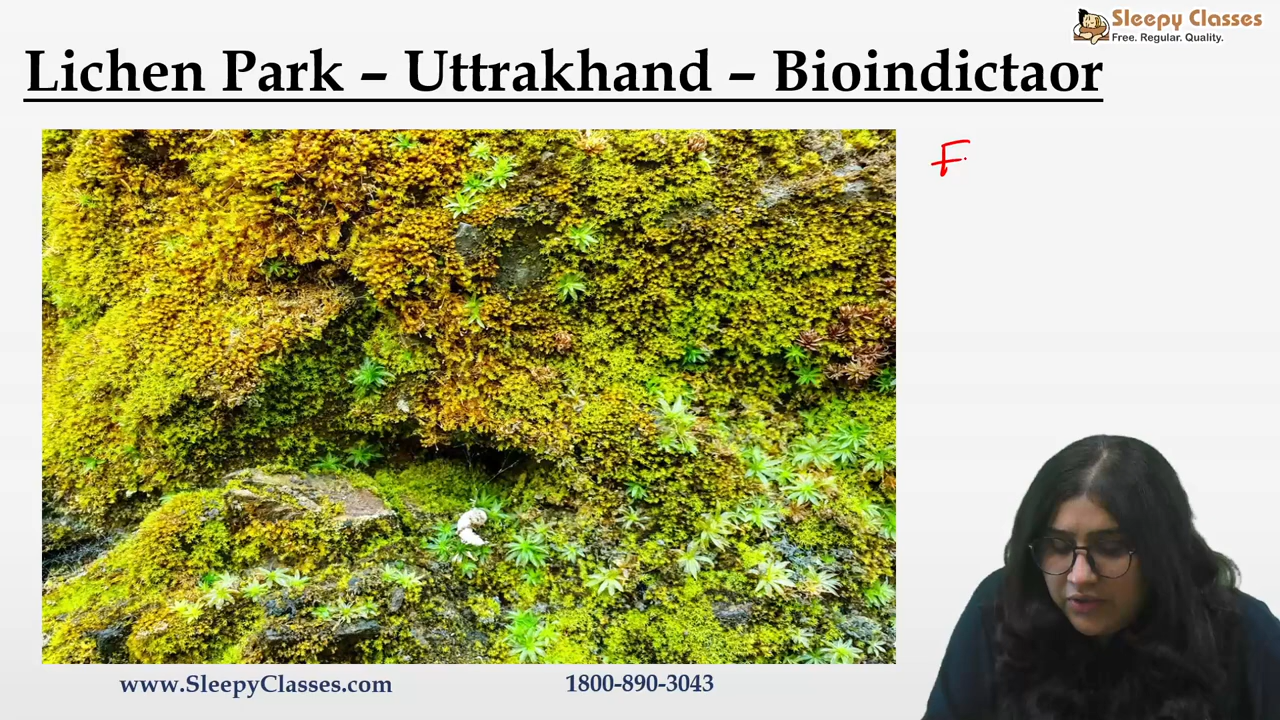 Sleepy Classes
Free. Regular. Quality.
Lichen Park – Uttrakhand – Bioindictaor
F
www.SleepyClasses.com
1800-890-3043